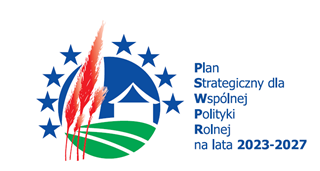 Plan
Strategiczny dla
Wspólnej
Polityki
Rolnej
na lata 2023-2027